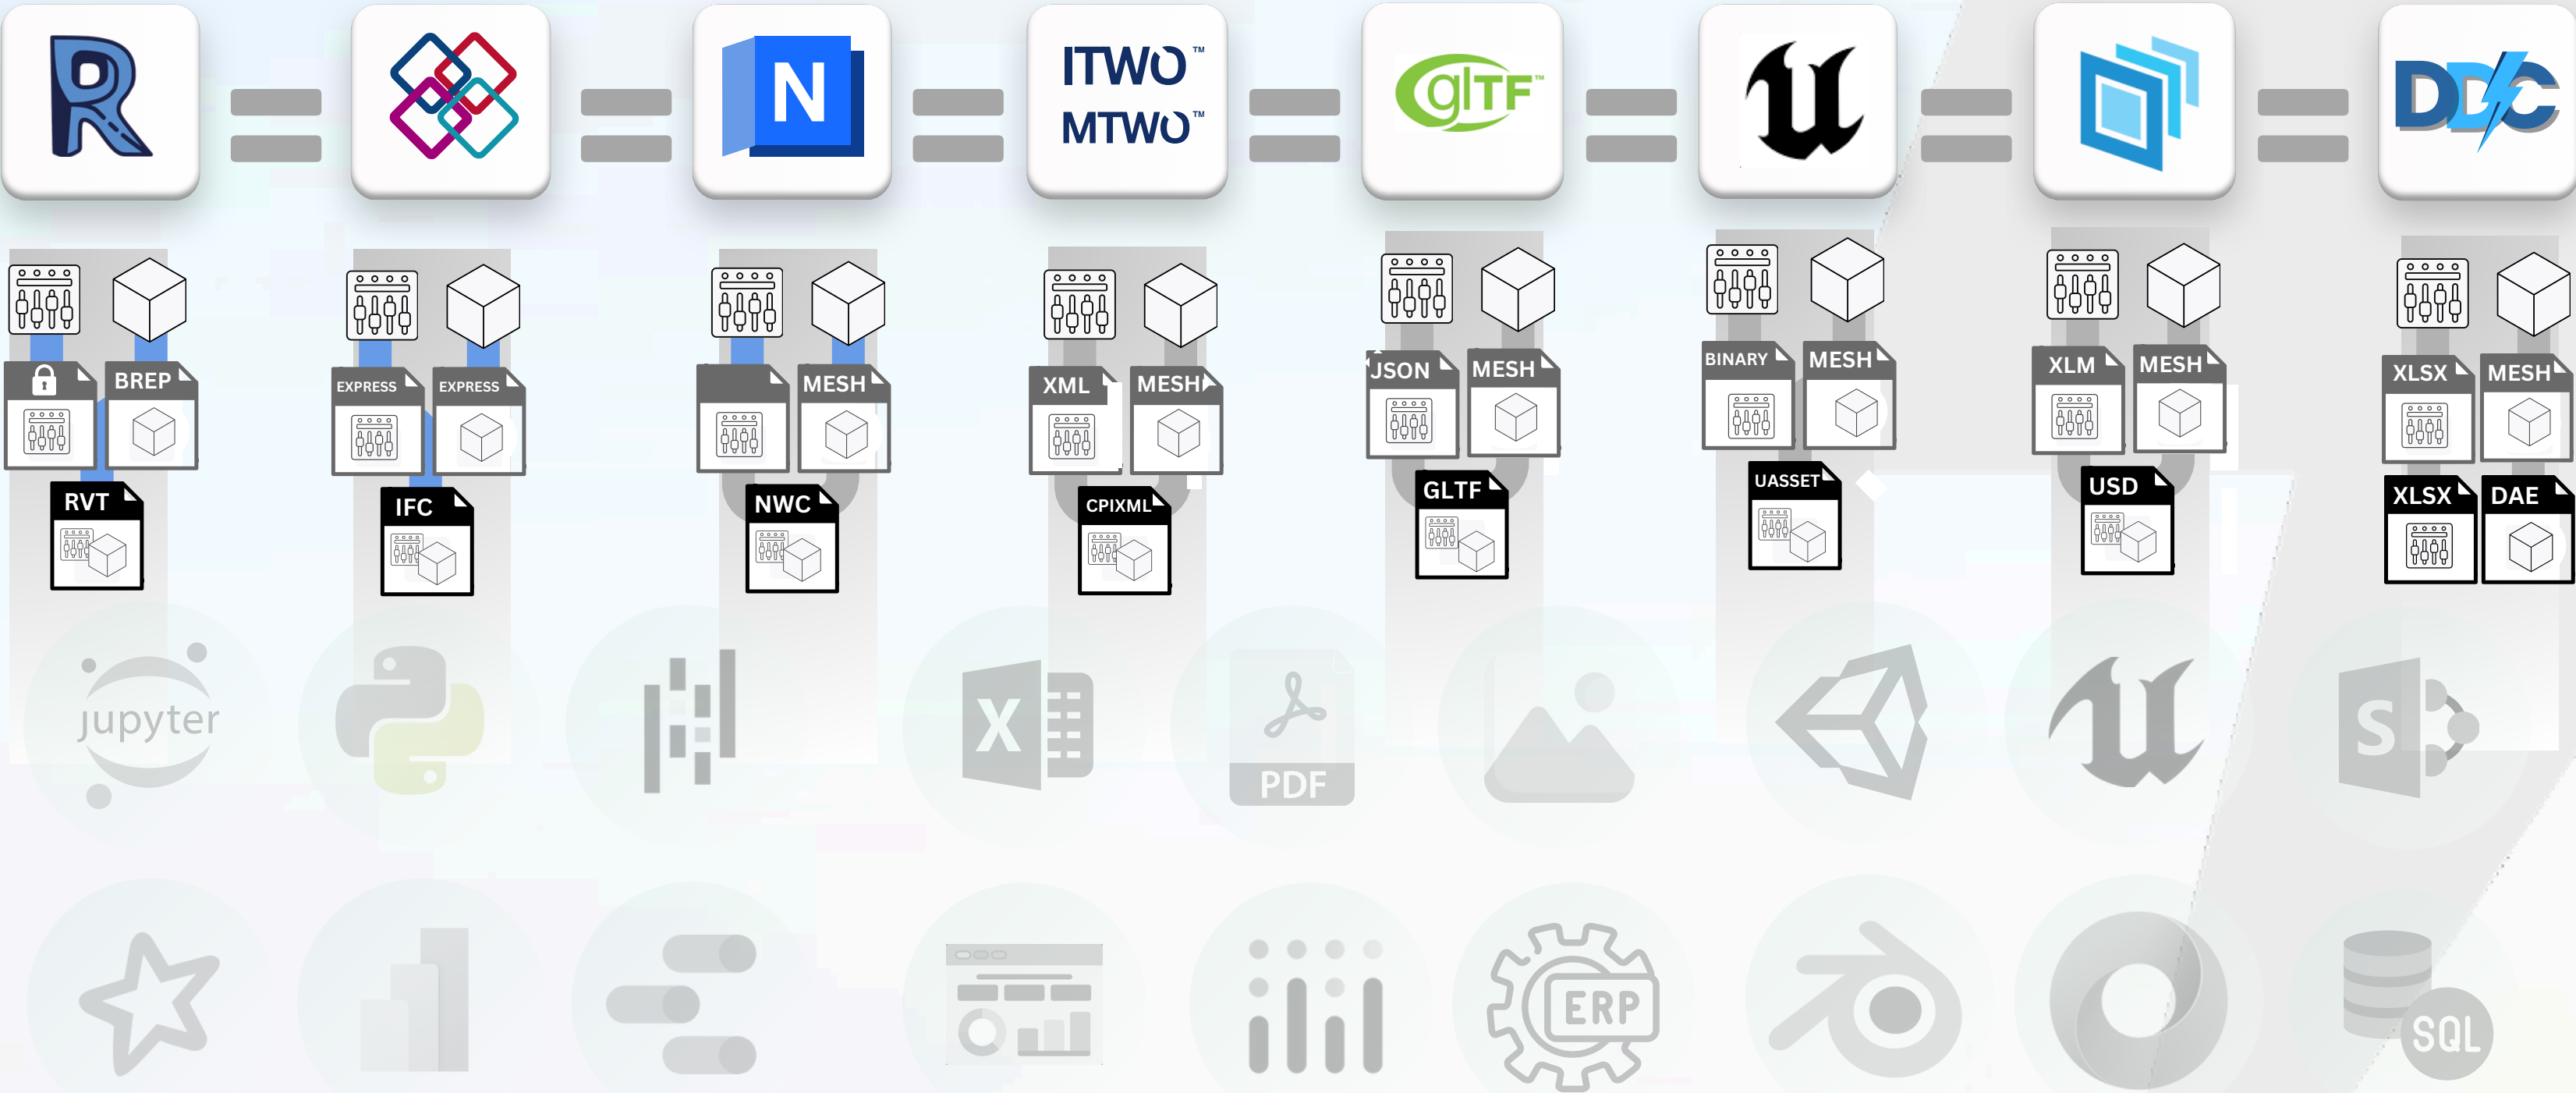 R
N
ITWO™
MTWO™
glTF™
DDC
BREP
EXPRESS
EXPRESS
MESH
XML
MESH
JSON
MESH
BINARY
MESH
XLM
MESH
XLSX
MESH
RVT
IFC
NWC
CPIXML
GLTF
UASSET
USD
XLSX
DAE
jupyter
X
PDF
S
ERP
SQL